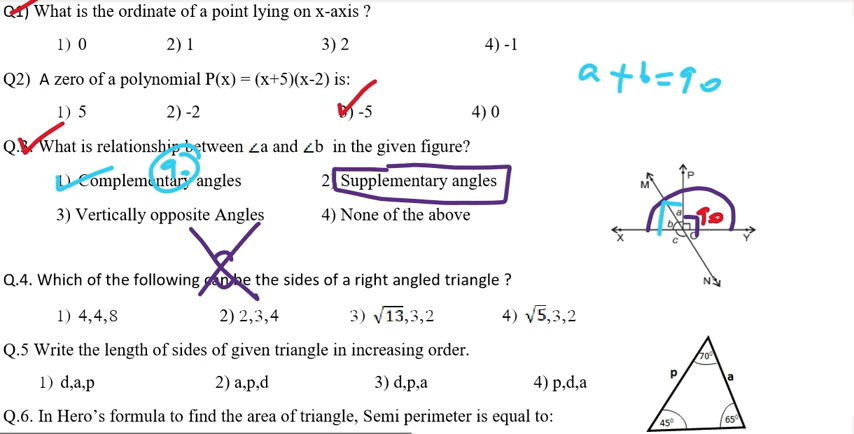 Q1) What is the ordinate of a point lying on x-axis ?
1) 0 2) 1 3) 2 4) -1
Q2) A zero of a polynomial P(x) = (x+5)(x-2) is:
a+b=90
1) 5 2) -2 3) -5 4) 0
Q.3. What is relationship between ∠a and ∠b in the given figure?
90
1) Complementary angles 2 Supplementary angles
3) Vertically opposite Angles 4) None of the above
P
M
a
90
b
X c O Y
N
Q.4. Which of the following can be the sides of a right angled triangle ?
1) 4,4,8 2) 2,3,4 3) √13,3,2 4) √5,3,2
Q.5 Write the length of sides of given triangle in increasing order.
70⁰
p a
1) d,a,p 2) a,p,d 3) d,p,a 4) p,d,a
Q.6. In Hero's formula to find the area of triangle, Semi perimeter is equal to:
45⁰ 65⁰